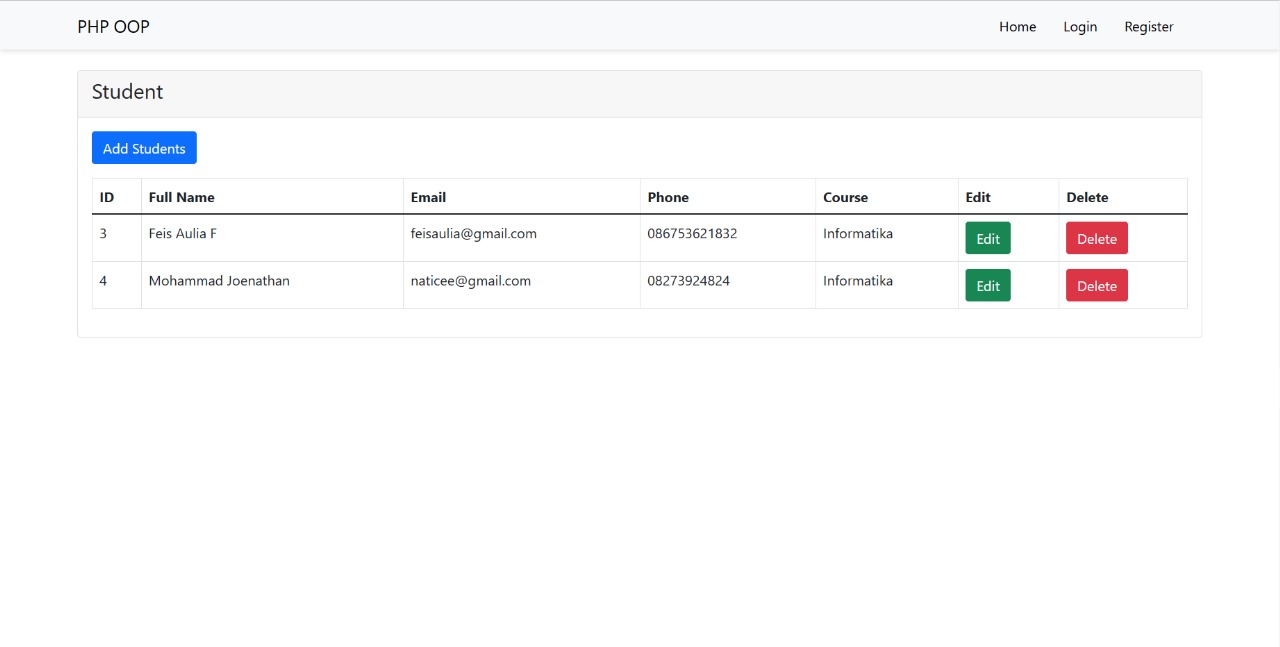 PHP OOP Home Login Register
Student
Add Students
ID Full Name Email Phone Course Edit Delete
3 Feis Aulia F feisaulia@gmail.com 086753621832 Informatika Edit Delete
4 Mohammad Joenathan naticee@gmail.com 08273924824 Informatika Edit Delete